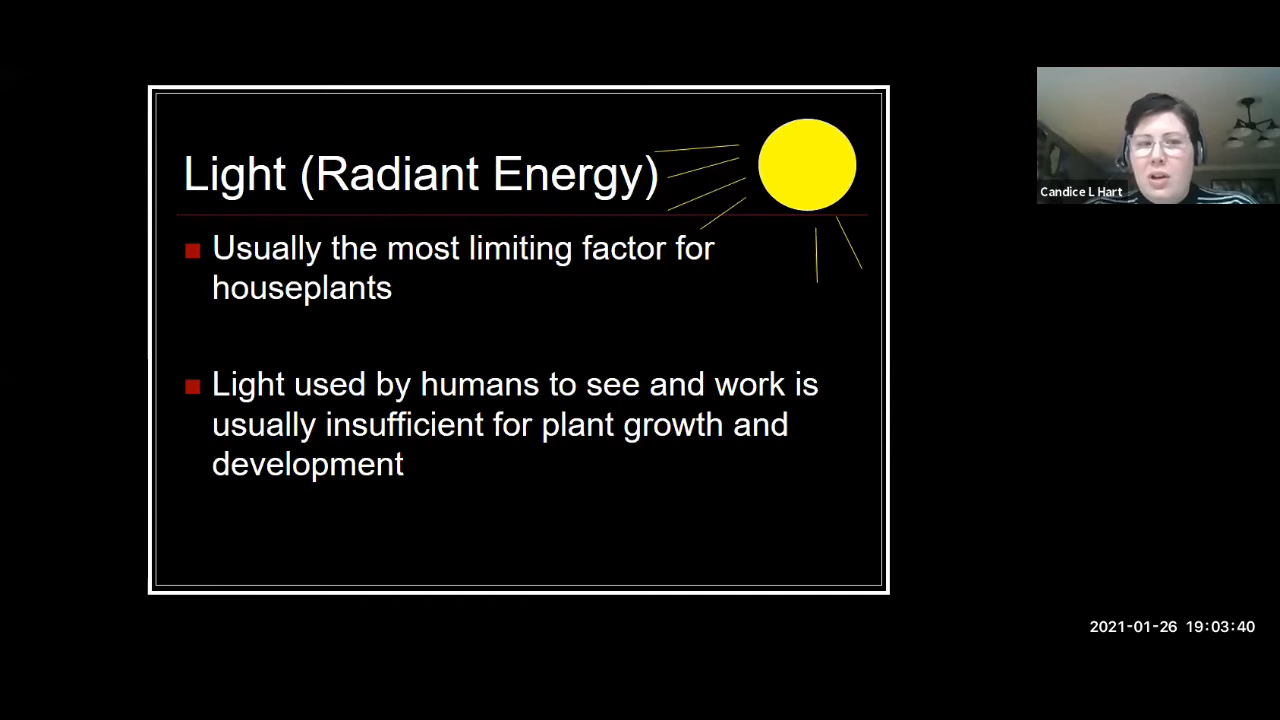 Light (Radiant Energy)
Usually the most limiting factor for
houseplants
Light used by humans to see and work is
usually insufficient for plant growth and
development
Candice L Hart
2021-01-26 19:03:40